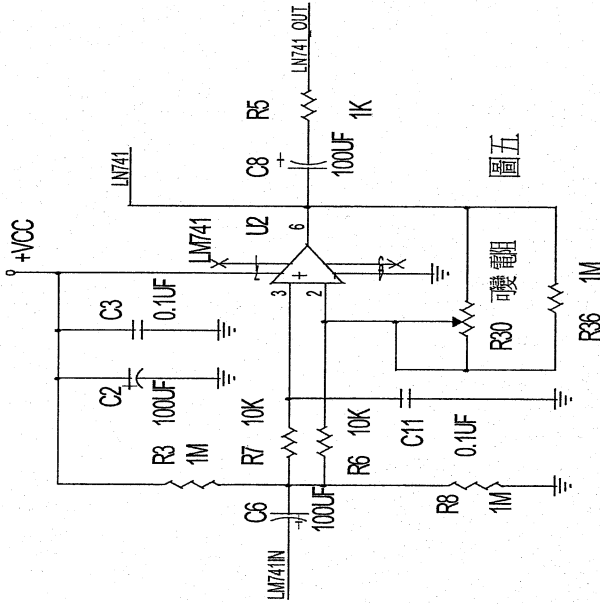 +VCC
LN741
LN741 OUT
R5
1K
C8
+
100UF
U2
6
LM741
C3
0.1UF
C2
100UF
+
3
2
R3
1M
R7
10K
R6
10K
C11
0.1UF
可變 電阻
R30
R36
1M
C6
100UF
LM741IN
R8
1M
圖五